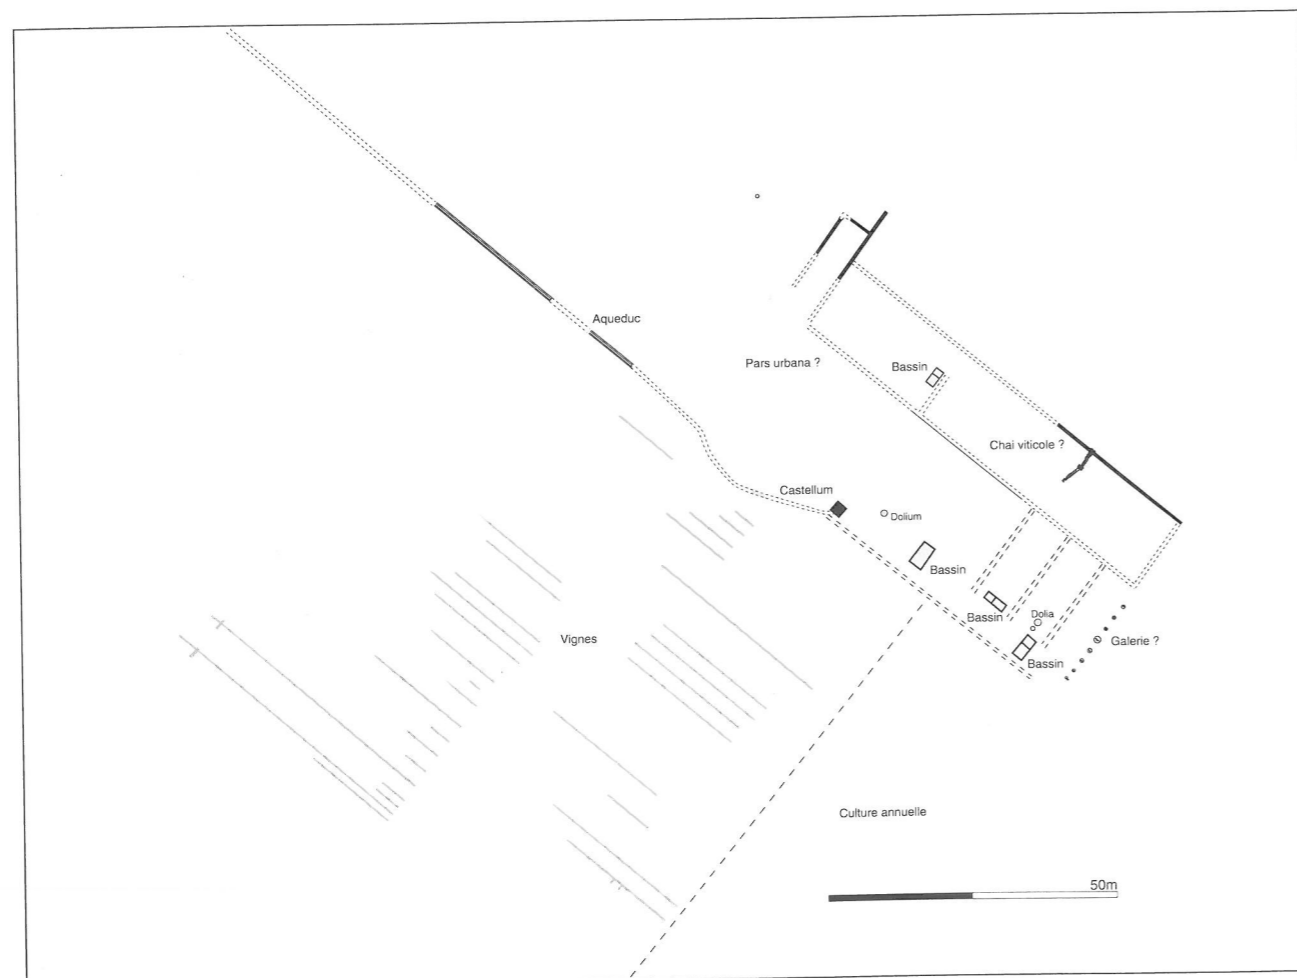 Aqueduc
Pars urbana ?
Bassin
Chai viticole ?
Castellum
Dolium
Bassin
Bassin
Dolia
Galerie ?
Bassin
Vignes
Culture annuelle
50m